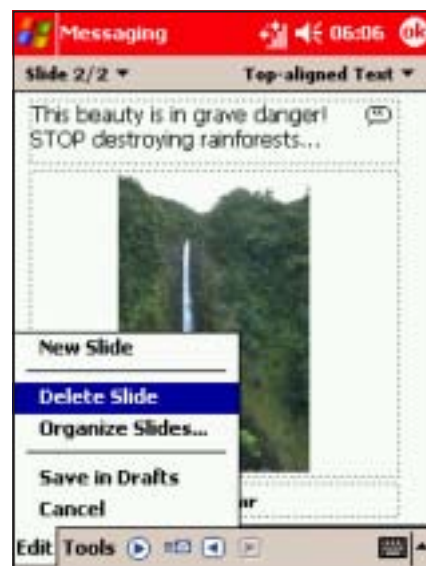 Messaging 06:06 ok
Slide 2/2 Top-aligned Text
This beauty is in grave danger!
STOP destroying rainforests...
New Slide
Delete Slide
Organize Slides...
Save in Drafts
Cancel
Edit Tools